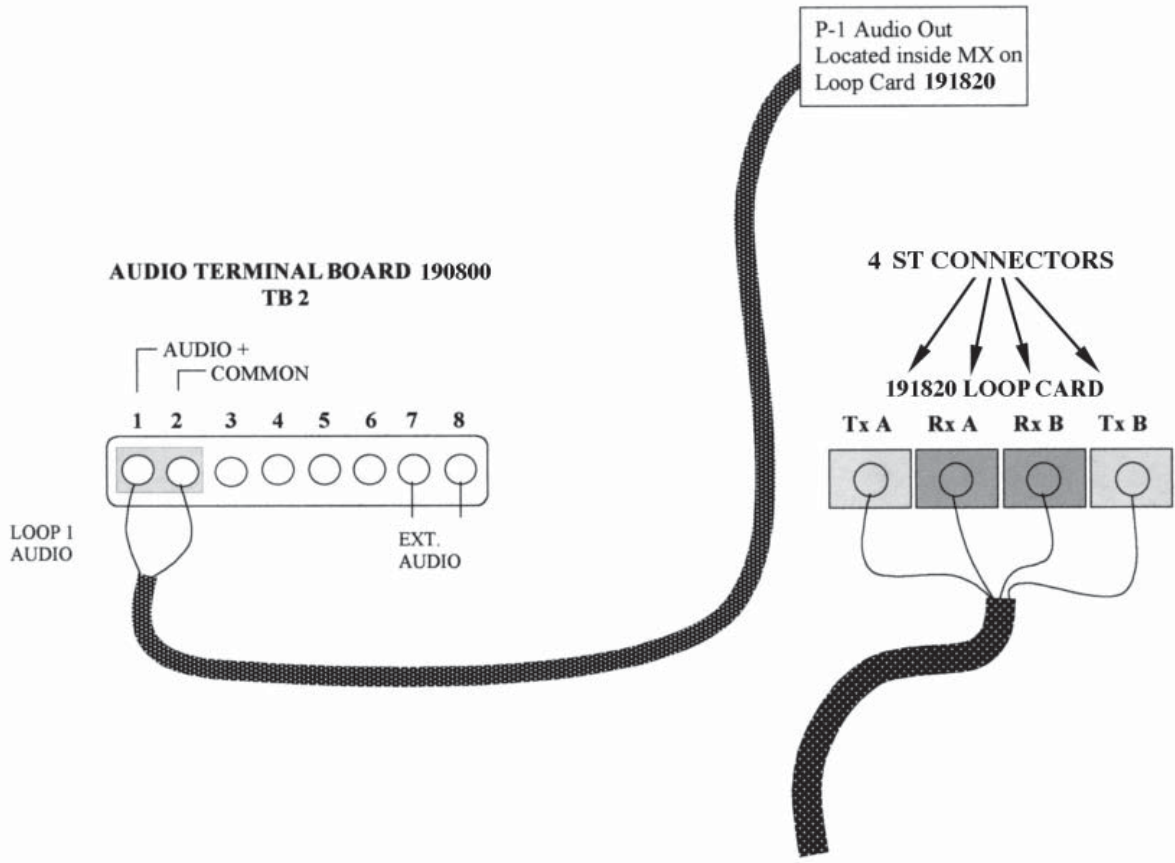 P-1 Audio Out
Located inside MX on
Loop Card 191820
AUDIO TERMINAL BOARD 190800
TB 2
AUDIO +
COMMON
1 2 3 4 5 6 7 8
LOOP 1
AUDIO
EXT.
AUDIO
4 ST CONNECTORS
191820 LOOP CARD
Tx A Rx A Rx B Tx B